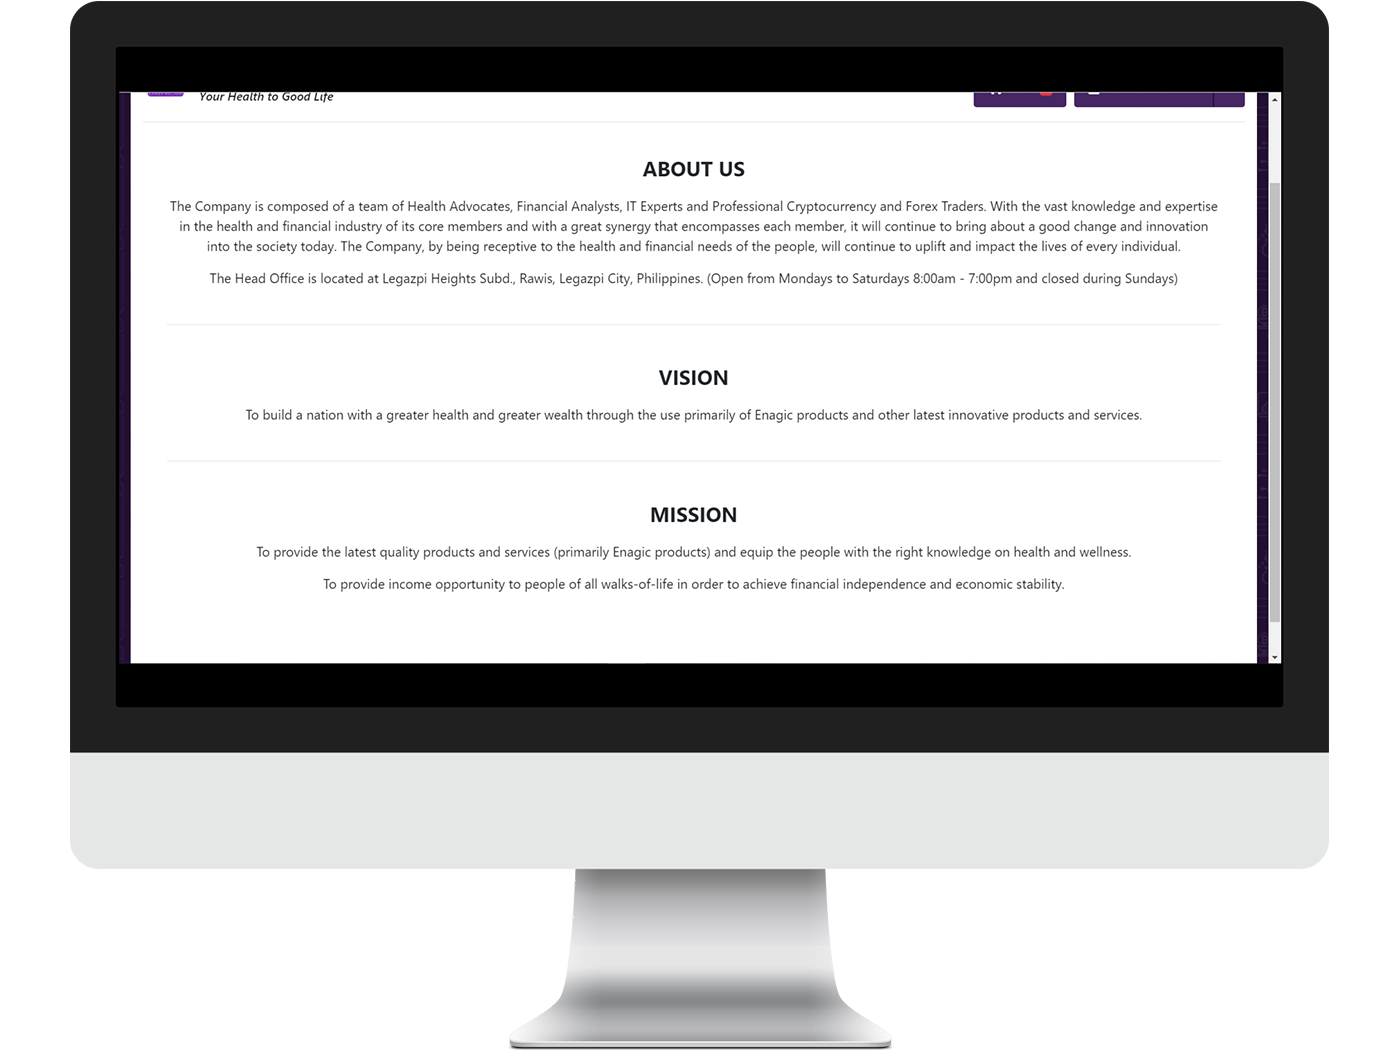 Your Health to Good Life
ABOUT US
The Company is composed of a team of Health Advocates, Financial Analysts, IT Experts and Professional Cryptocurrency and Forex Traders. With the vast knowledge and expertise
in the health and financial industry of its core members and with a great synergy that encompasses each member, it will continue to bring about a good change and innovation
into the society today. The Company, by being receptive to the health and financial needs of the people, will continue to uplift and impact the lives of every individual.
The Head Office is located at Legazpi Heights Subd., Rawis, Legazpi City, Philippines. (Open from Mondays to Saturdays 8:00am - 7:00pm and closed during Sundays)
VISION
To build a nation with a greater health and greater wealth through the use primarily of Enagic products and other latest innovative products and services.
MISSION
To provide the latest quality products and services (primarily Enagic products) and equip the people with the right knowledge on health and wellness.
To provide income opportunity to people of all walks-of-life in order to achieve financial independence and economic stability.